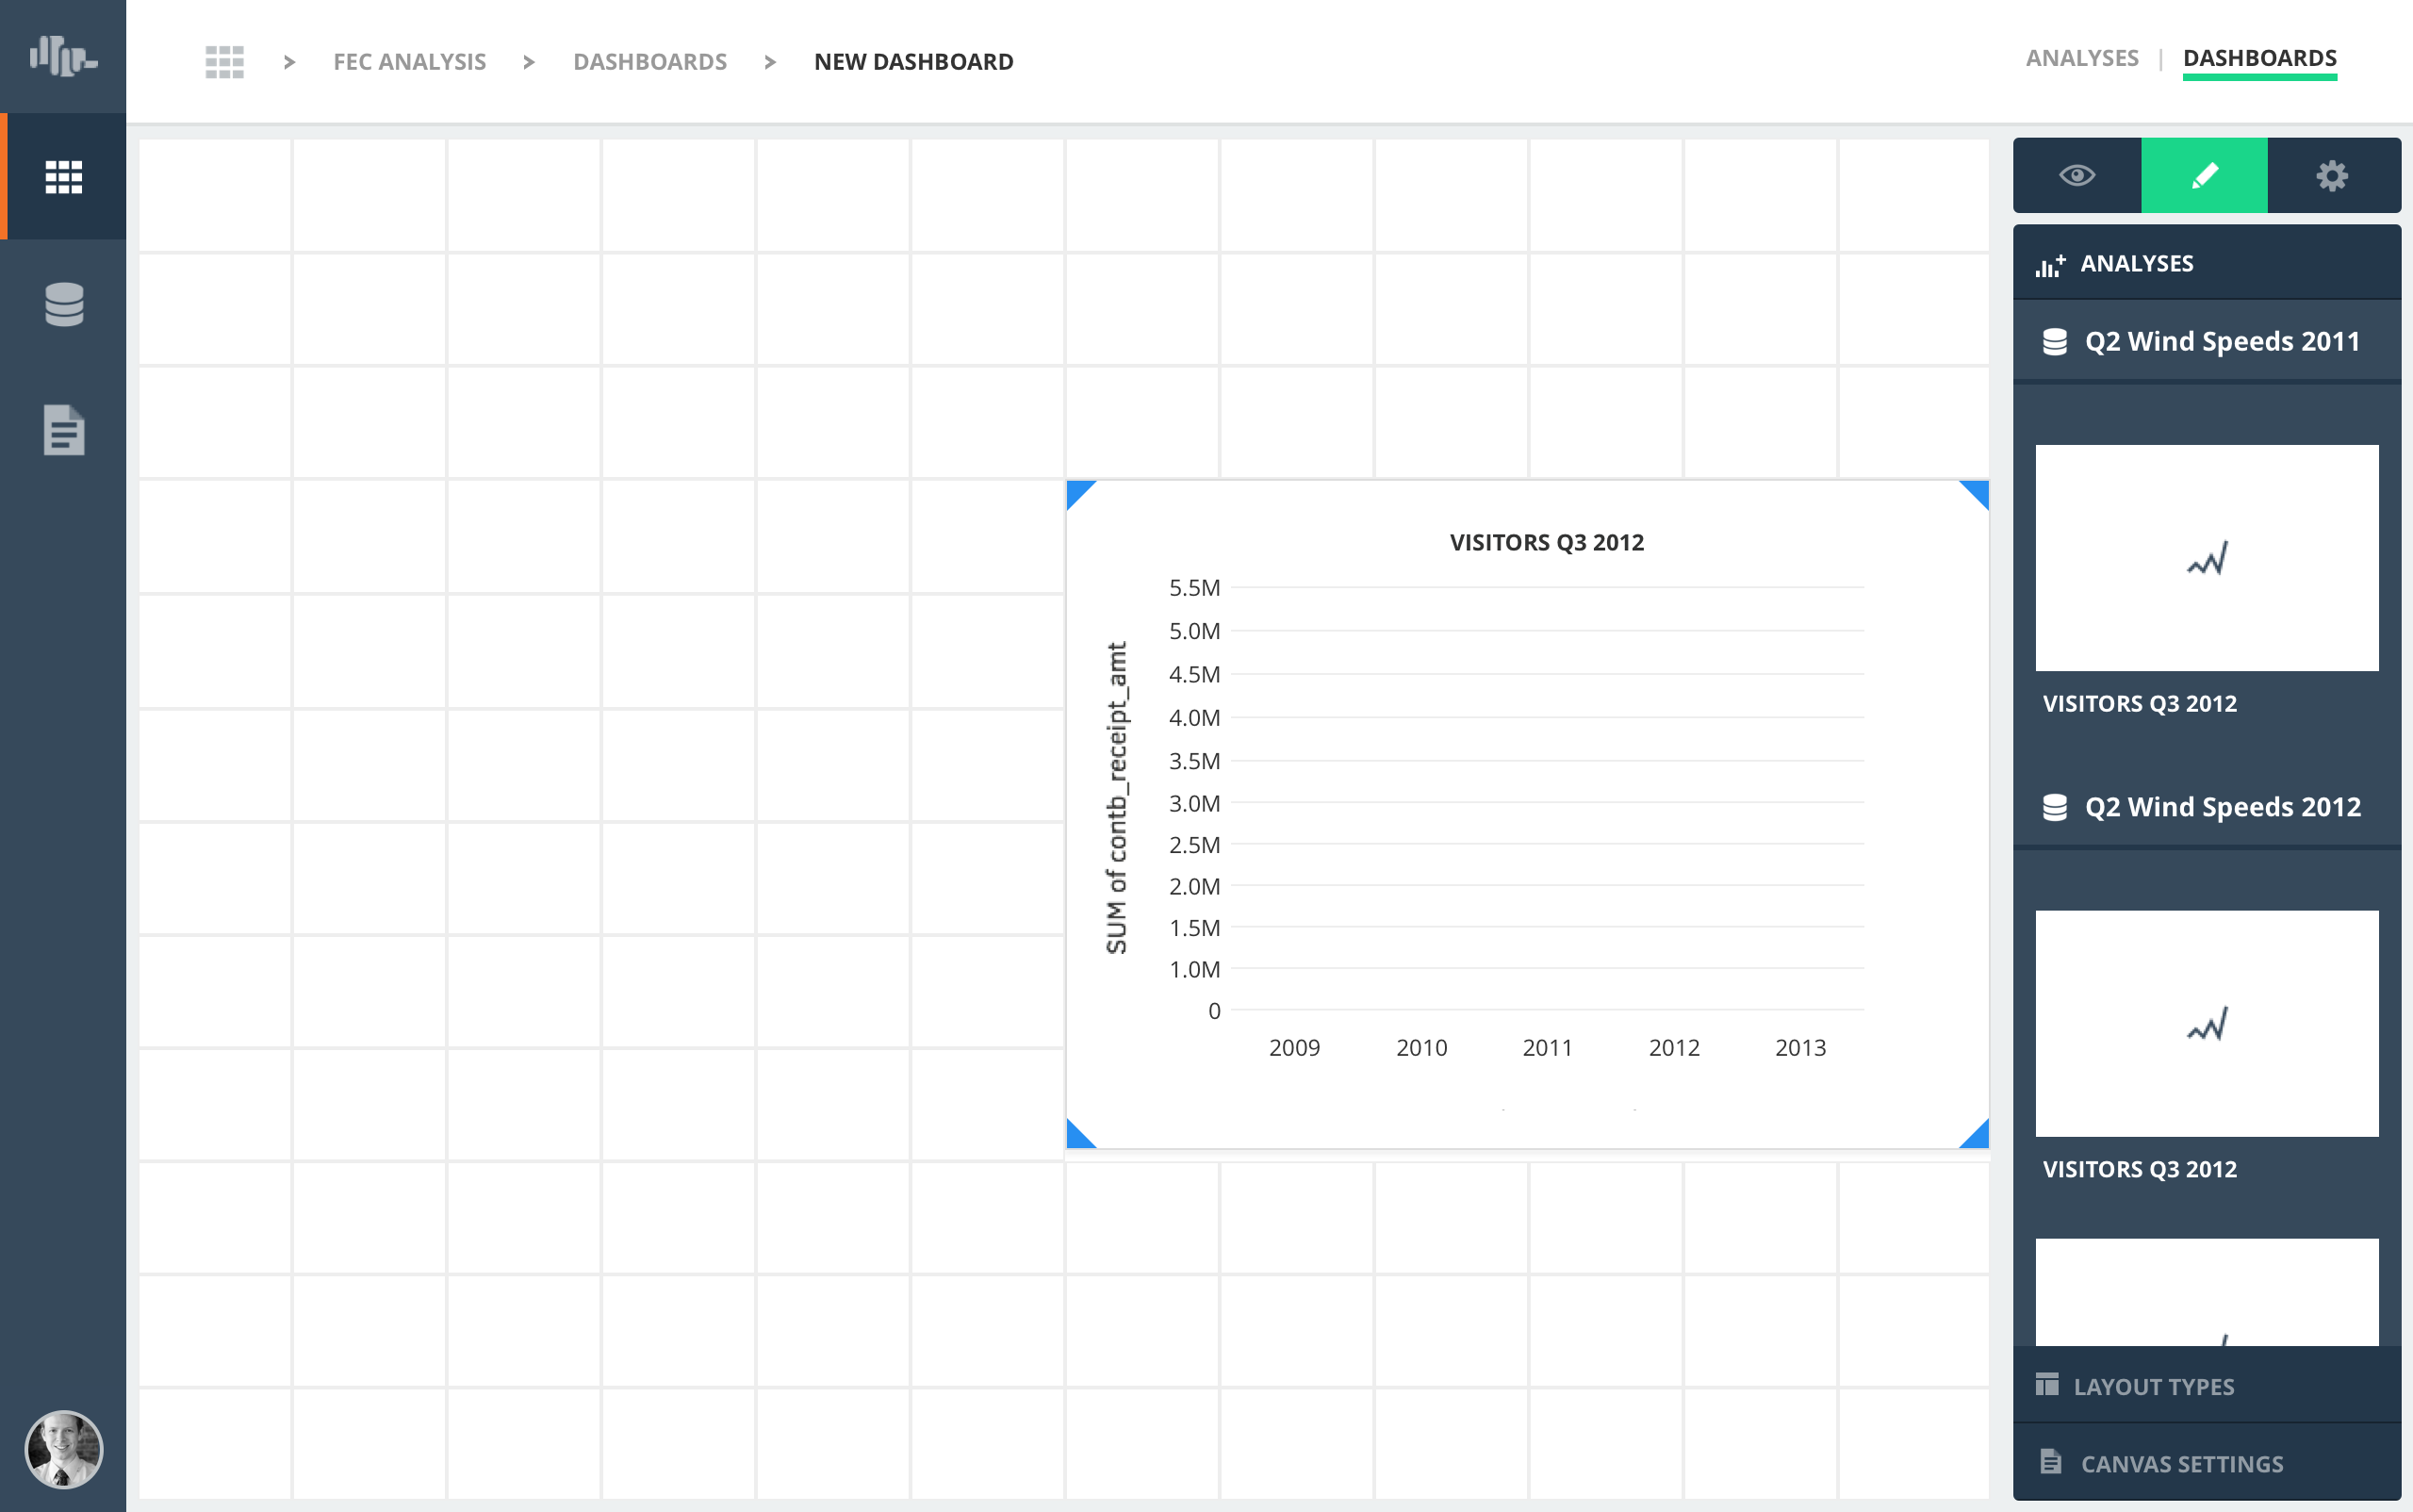 > FEC ANALYSIS > DASHBOARDS > NEW DASHBOARD
ANALYSES | DASHBOARDS
VISITORS Q3 2012
SUM of contb_receipt_amt
5.5M
5.0M
4.5M
4.0M
3.5M
3.0M
2.5M
2.0M
1.5M
1.0M
0
2009 2010 2011 2012 2013
ANALYSES
Q2 Wind Speeds 2011
VISITORS Q3 2012
Q2 Wind Speeds 2012
VISITORS Q3 2012
LAYOUT TYPES
CANVAS SETTINGS